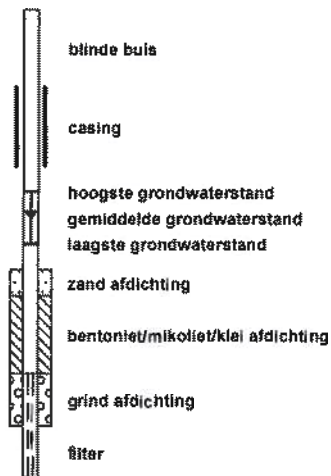 blinde buis
casing
hoogste grondwaterstand
gemiddelde grondwaterstand
laagste grondwaterstand
zand afdichting
bentoniet/mikoliet/klei afdichting
grind afdichting
filter